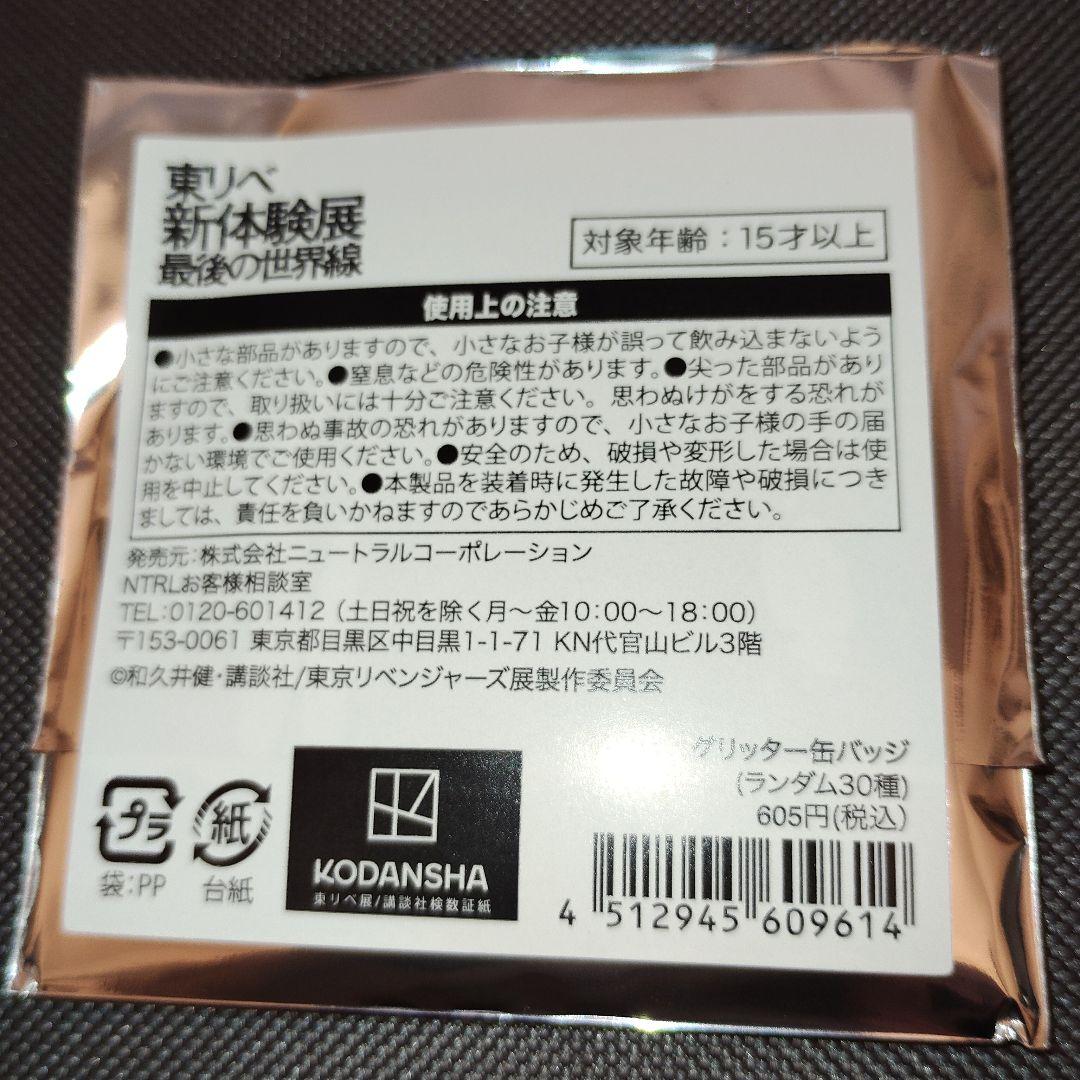 東リベ
新体験展
最後の世界線
対象年齢：15才以上
使用上の注意
●小さな部品がありますので、小さなお子様が誤って飲み込まないよう
にご注意ください。●窒息などの危険性があります。●尖った部品があり
ますので、取り扱いには十分ご注意ください。思わぬけがをする恐れが
あります。●思わぬ事故の恐れがありますので、小さなお子様の手の届
かない環境でご使用ください。●安全のため、破損や変形した場合は使
用を中止してください。●本製品を装着時に発生した故障や破損につき
ましては、責任を負いかねますのであらかじめご了承ください。
発売元：株式会社ニュートラルコーポレーション
NTRLお客様相談室
TEL:0120-601412（土日祝を除く月～金10:00～18:00）
〒153-0061 東京都目黒区中目黒1-1-71 KN代官山ビル3階
©和久井健・講談社/東京リベンジャーズ展製作委員会
グリッター缶バッジ
(ランダム30種)
605円(税込)
プラ
袋：PP
紙
台紙
KODANSHA
東リベ展/講談社検数証紙
4 512945 609614